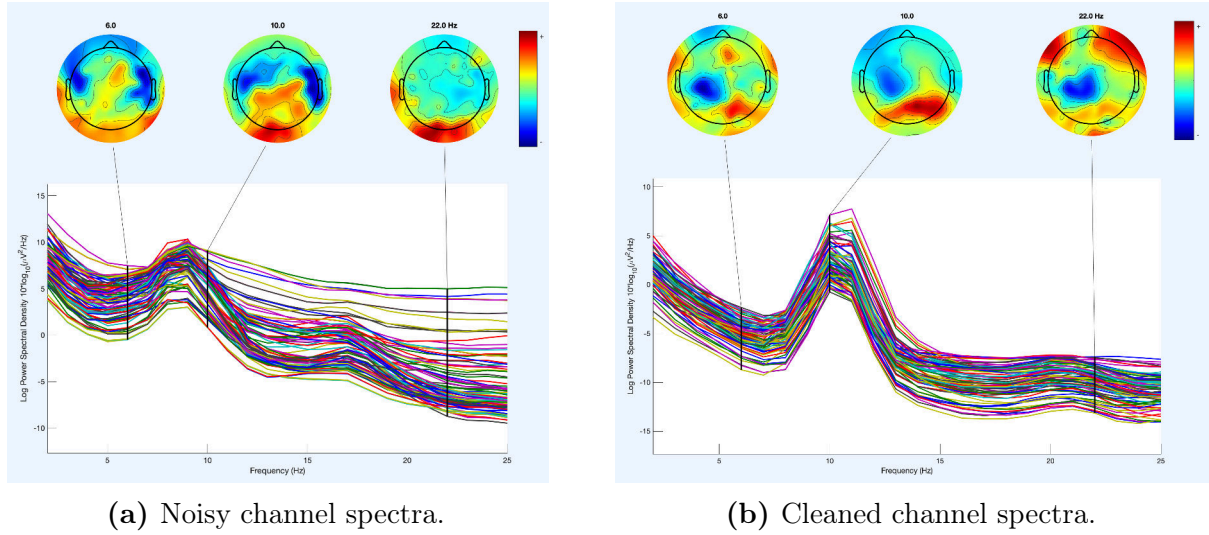 6.0 10.0 22.0 Hz
+
-
Log Power Spectral Density 10*log10(μV²/Hz)
15
10
5
0
-5
-10
5 10 15 20 25
Frequency (Hz)
(a) Noisy channel spectra.
6.0 10.0 22.0 Hz
+
-
Log Power Spectral Density 10*log10(μV²/Hz)
10
5
0
-5
-10
-15
5 10 15 20 25
Frequency (Hz)
(b) Cleaned channel spectra.